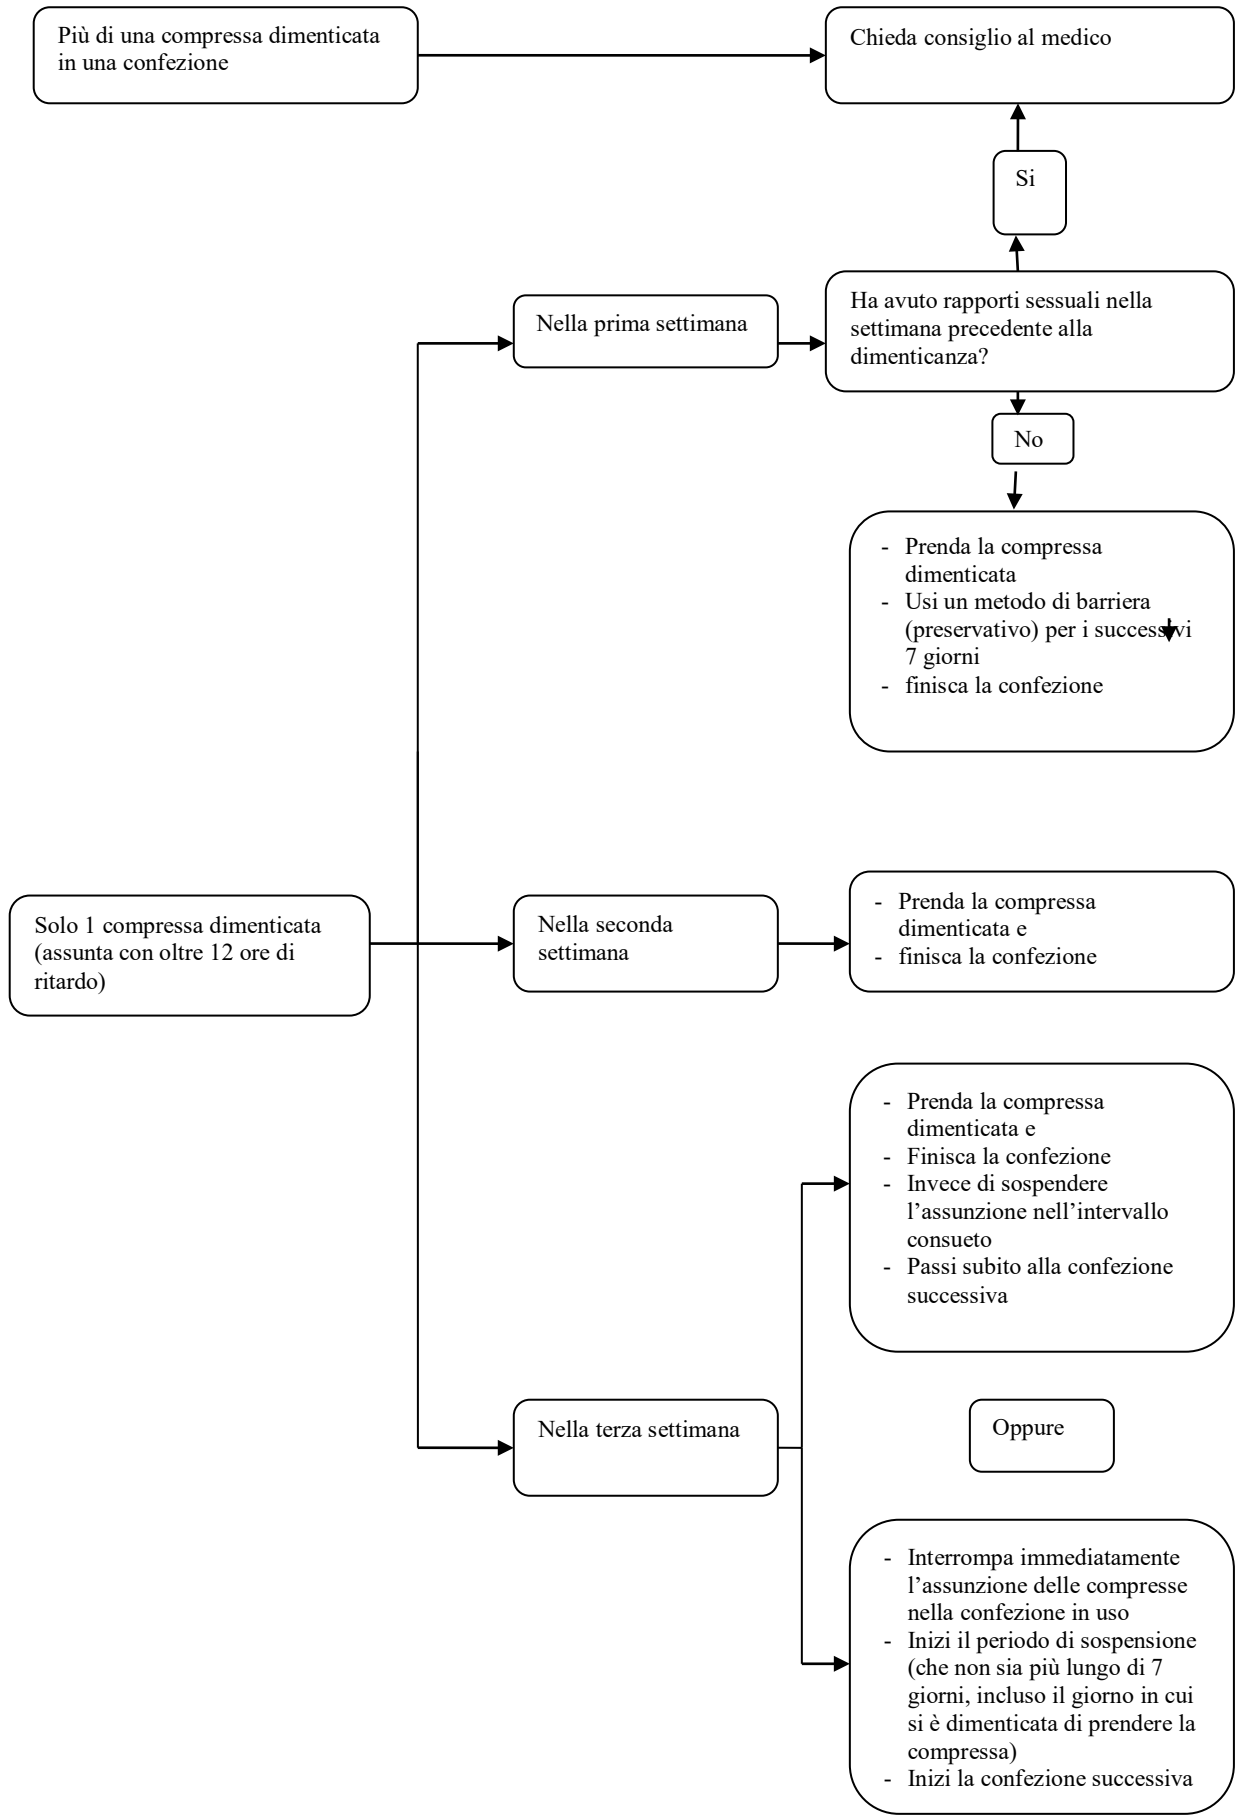 Più di una compressa dimenticata
in una confezione
Chieda consiglio al medico
Si
Ha avuto rapporti sessuali nella
settimana precedente alla
dimenticanza?
Nella prima settimana
No
- Prenda la compressa
dimenticata
- Usi un metodo di barriera
(preservativo) per i successivi
7 giorni
- finisca la confezione
Solo 1 compressa dimenticata
(assunta con oltre 12 ore di
ritardo)
Nella seconda
settimana
- Prenda la compressa
dimenticata e
- finisca la confezione
- Prenda la compressa
dimenticata e
- Finisca la confezione
- Invece di sospendere
l’assunzione nell’intervallo
consueto
- Passi subito alla confezione
successiva
Nella terza settimana
Oppure
- Interrompa immediatamente
l’assunzione delle compresse
nella confezione in uso
- Inizi il periodo di sospensione
(che non sia più lungo di 7
giorni, incluso il giorno in cui
si è dimenticata di prendere la
compressa)
- Inizi la confezione successiva